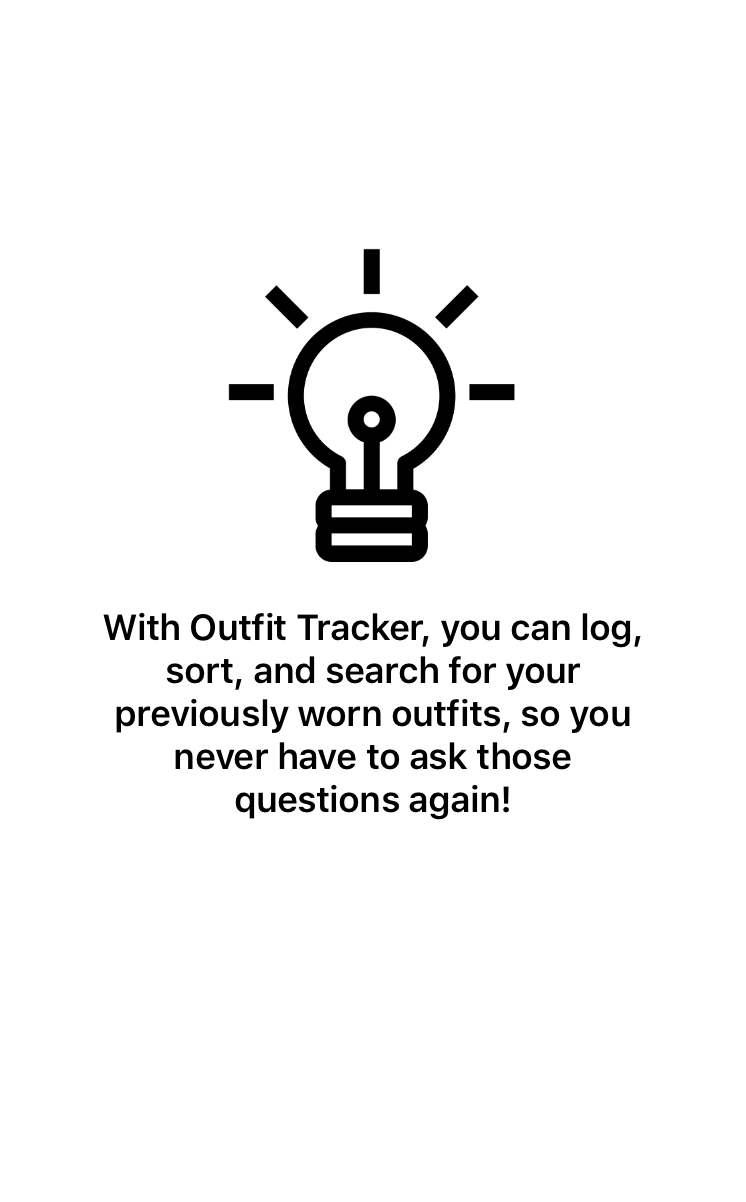 With Outfit Tracker, you can log,
sort, and search for your
previously worn outfits, so you
never have to ask those
questions again!